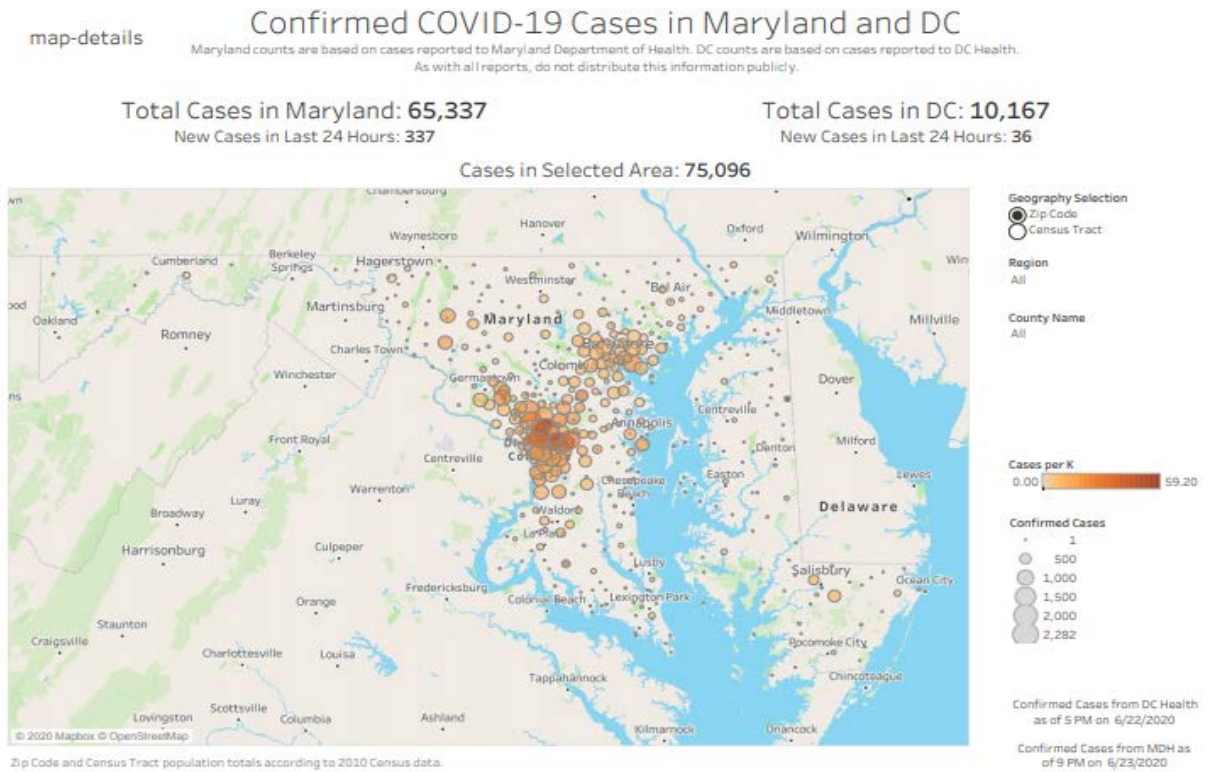 map-details
Confirmed COVID-19 Cases in Maryland and DC
Maryland counts are based on cases reported to Maryland Department of Health. DC counts are based on cases reported to DC Health.
As with all reports, do not distribute this information publicly.
Total Cases in Maryland: 65,337
New Cases in Last 24 Hours: 337
Total Cases in DC: 10,167
New Cases in Last 24 Hours: 36
Cases in Selected Area: 75,096
Chambersburg
Hanover
Oxford
Waynesboro
Wilmington
Cumberland
Berkeley
Springs
Hagerstown
Westminster
Bel Air
Martinsburg
Maryland
Middletown
Millville
Oakland
Romney
Charles Town
Germantown
Winchester
Dover
Centreville
Annapolis
Front Royal
Milford
Denton
Centreville
Easton
Lewes
Chesapeake
Beach
Warrenton
Luray
Broadway
Waldorf
Delaware
La Plata
Harrisonburg
Culpeper
Lusby
Salisbury
Ocean City
Fredericksburg
Colonial Beach
Lexington Park
Orange
Staunton
Craigsville
Pocomoke City
Charlottesville
Louisa
Tappahannock
Chincoteague
Scottsville
Lovingston
Columbia
Ashland
Kilmarnock
Onancock
© 2020 Mapbox © OpenStreetMap
Geography Selection
Zip Code
Census Tract
Region
All
County Name
All
Cases per K
0.00
59.20
Confirmed Cases
1
500
1,000
1,500
2,000
2,282
Confirmed Cases from DC Health
as of 5 PM on 6/22/2020
Confirmed Cases from MDH as
of 9 PM on 6/23/2020
Zip Code and Census Tract population totals according to 2010 Census data.